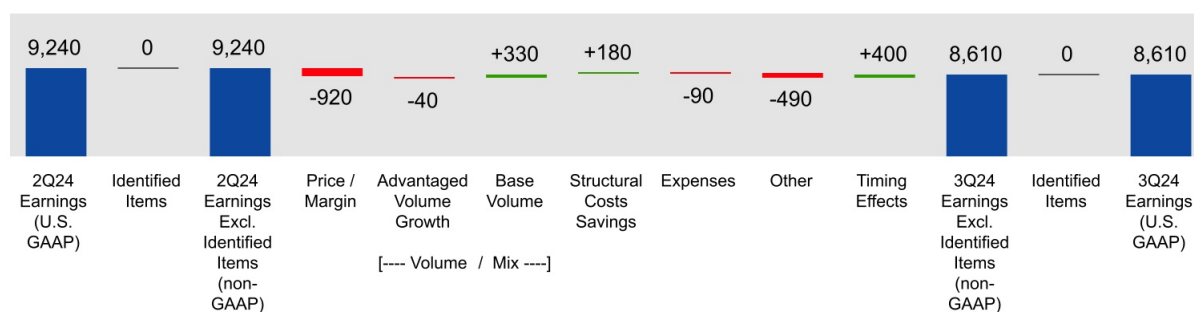 9,240
0
9,240
-920
-40
+330
+180
-90
-490
+400
8,610
0
8,610
2Q24
Earnings
(U.S.
GAAP)
Identified
Items
2Q24
Earnings
Excl.
Identified
Items
(non-
GAAP)
Price /
Margin
Advantaged
Volume
Growth
Base
Volume
Structural
Costs
Savings
Expenses
Other
Timing
Effects
3Q24
Earnings
Excl.
Identified
Items
(non-
GAAP)
Identified
Items
3Q24
Earnings
(U.S.
GAAP)
[---- Volume / Mix ----]